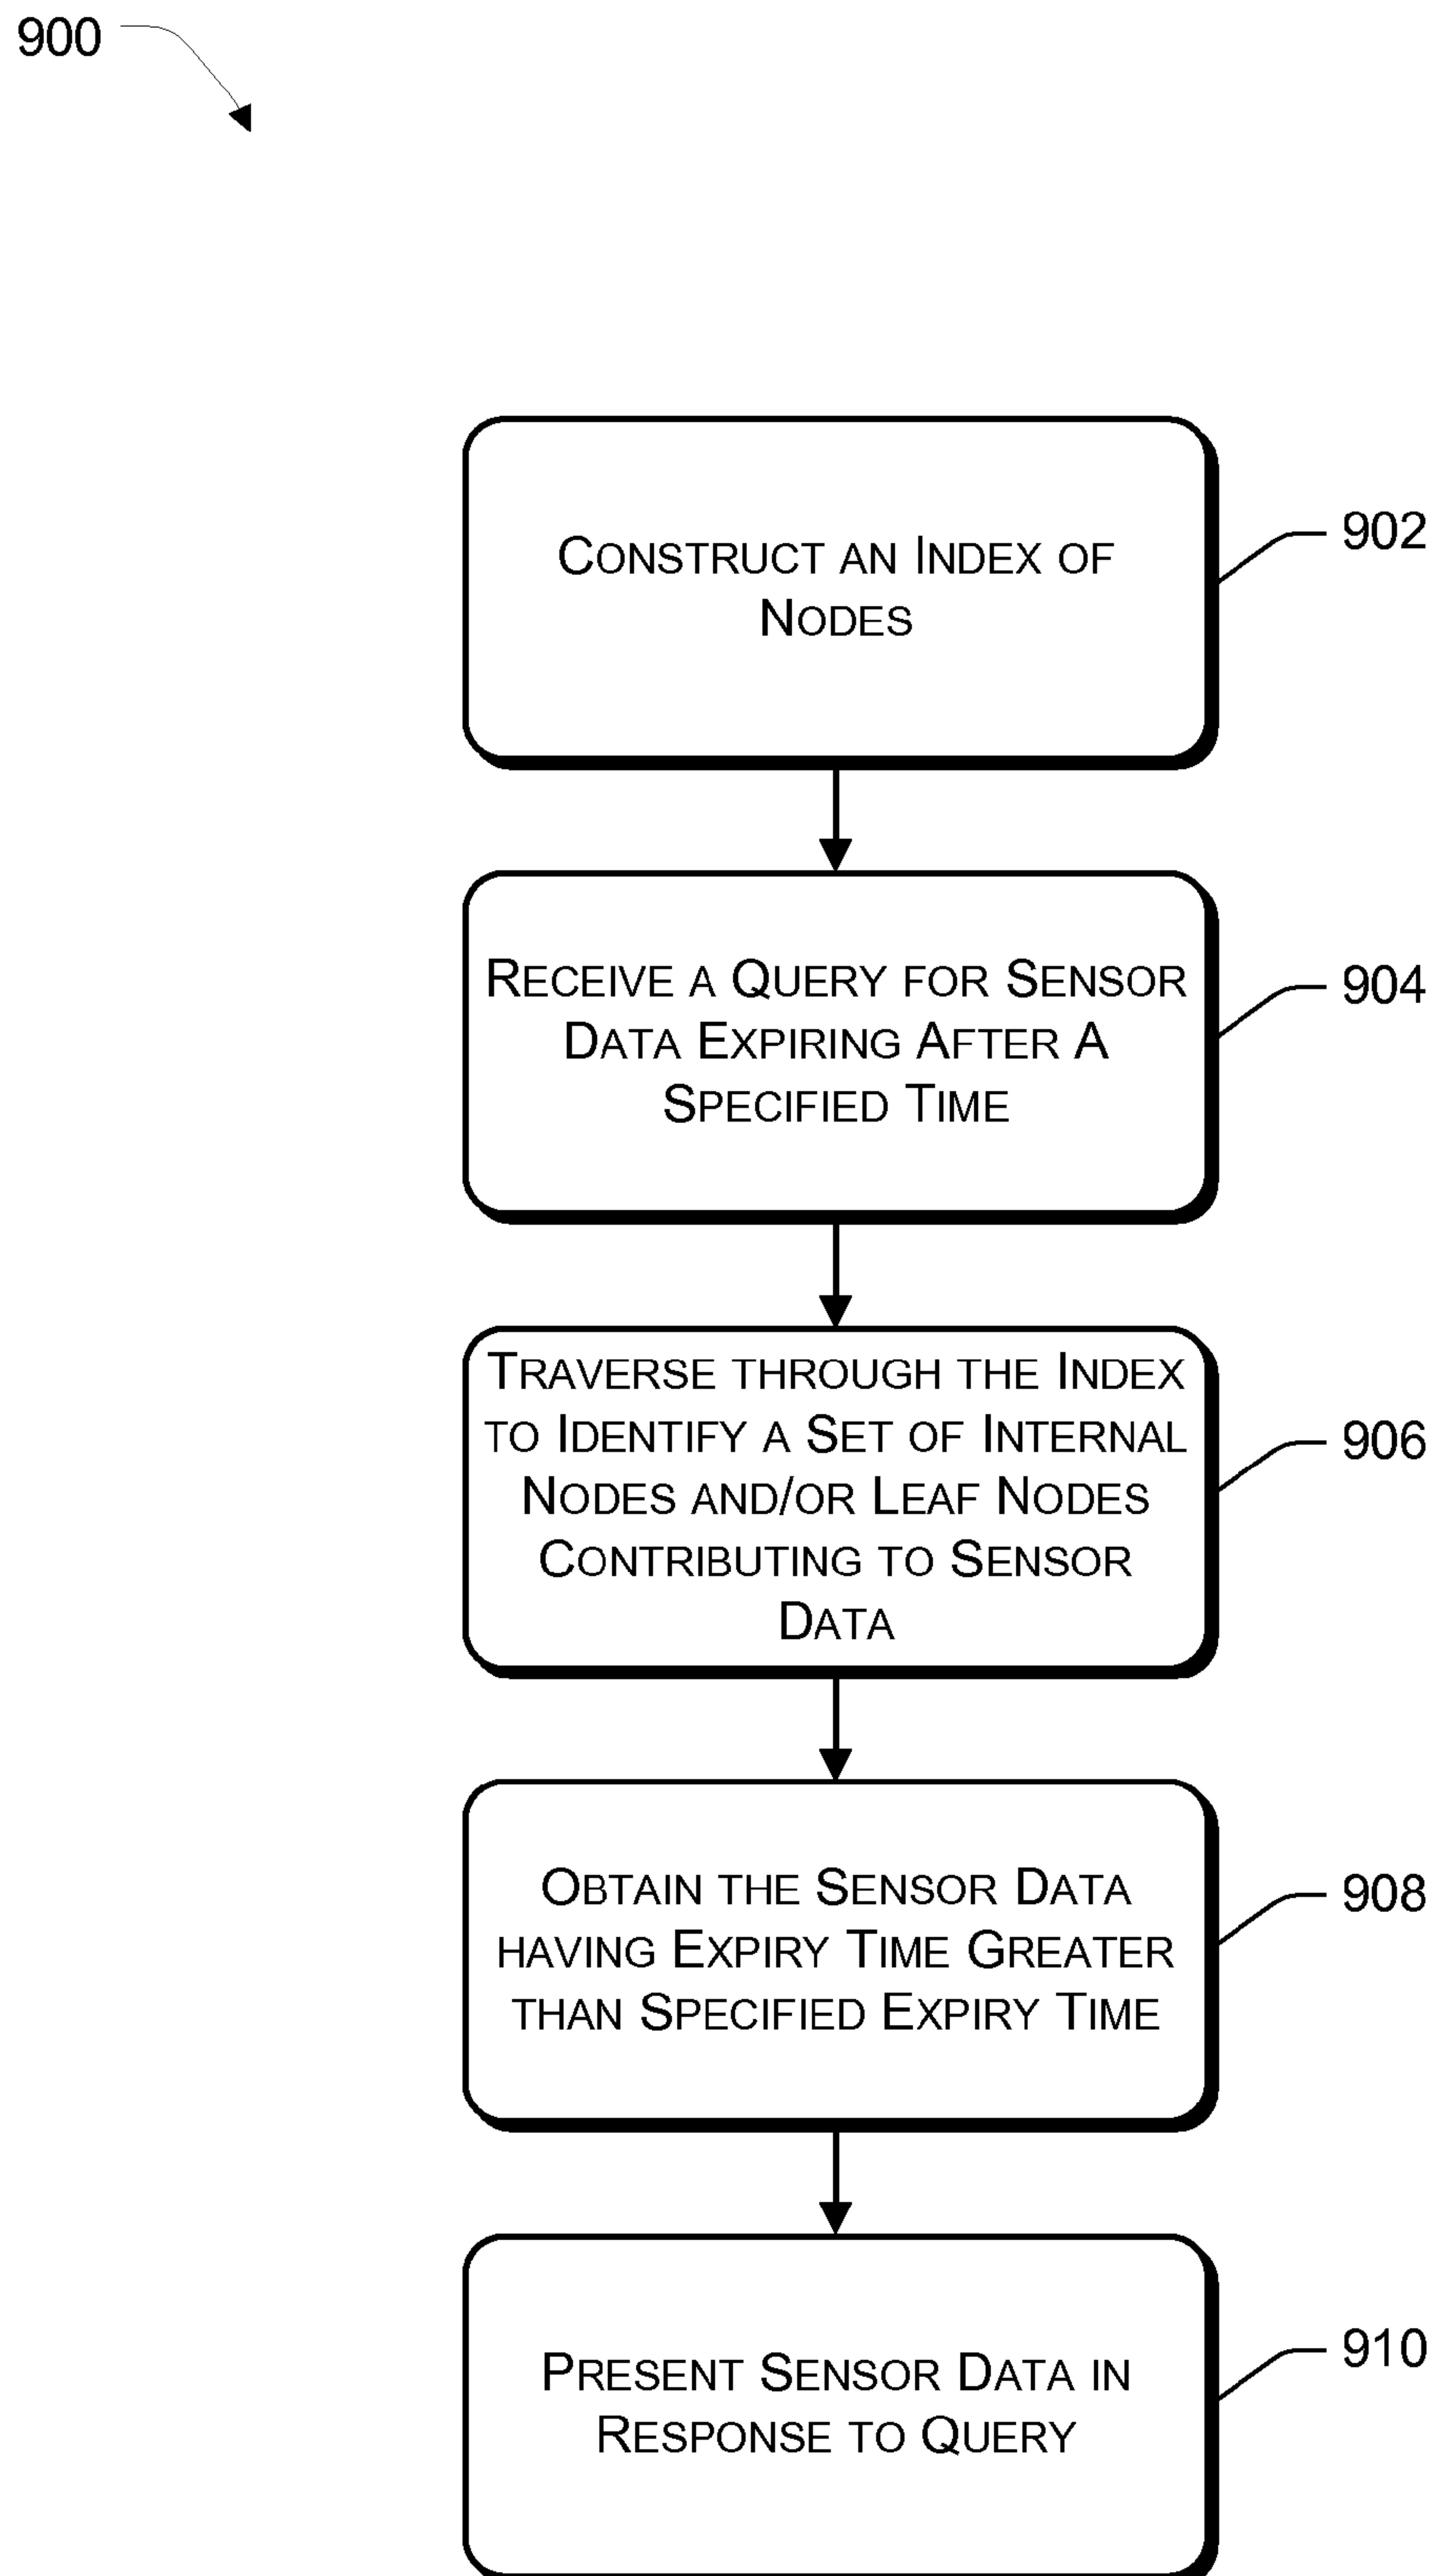 900
CONSTRUCT AN INDEX OF
NODES
902
RECEIVE A QUERY FOR SENSOR
DATA EXPIRING AFTER A
SPECIFIED TIME
904
TRAVERSE THROUGH THE INDEX
TO IDENTIFY A SET OF INTERNAL
NODES AND/OR LEAF NODES
CONTRIBUTING TO SENSOR
DATA
906
OBTAIN THE SENSOR DATA
HAVING EXPIRY TIME GREATER
THAN SPECIFIED EXPIRY TIME
908
PRESENT SENSOR DATA IN
RESPONSE TO QUERY
910